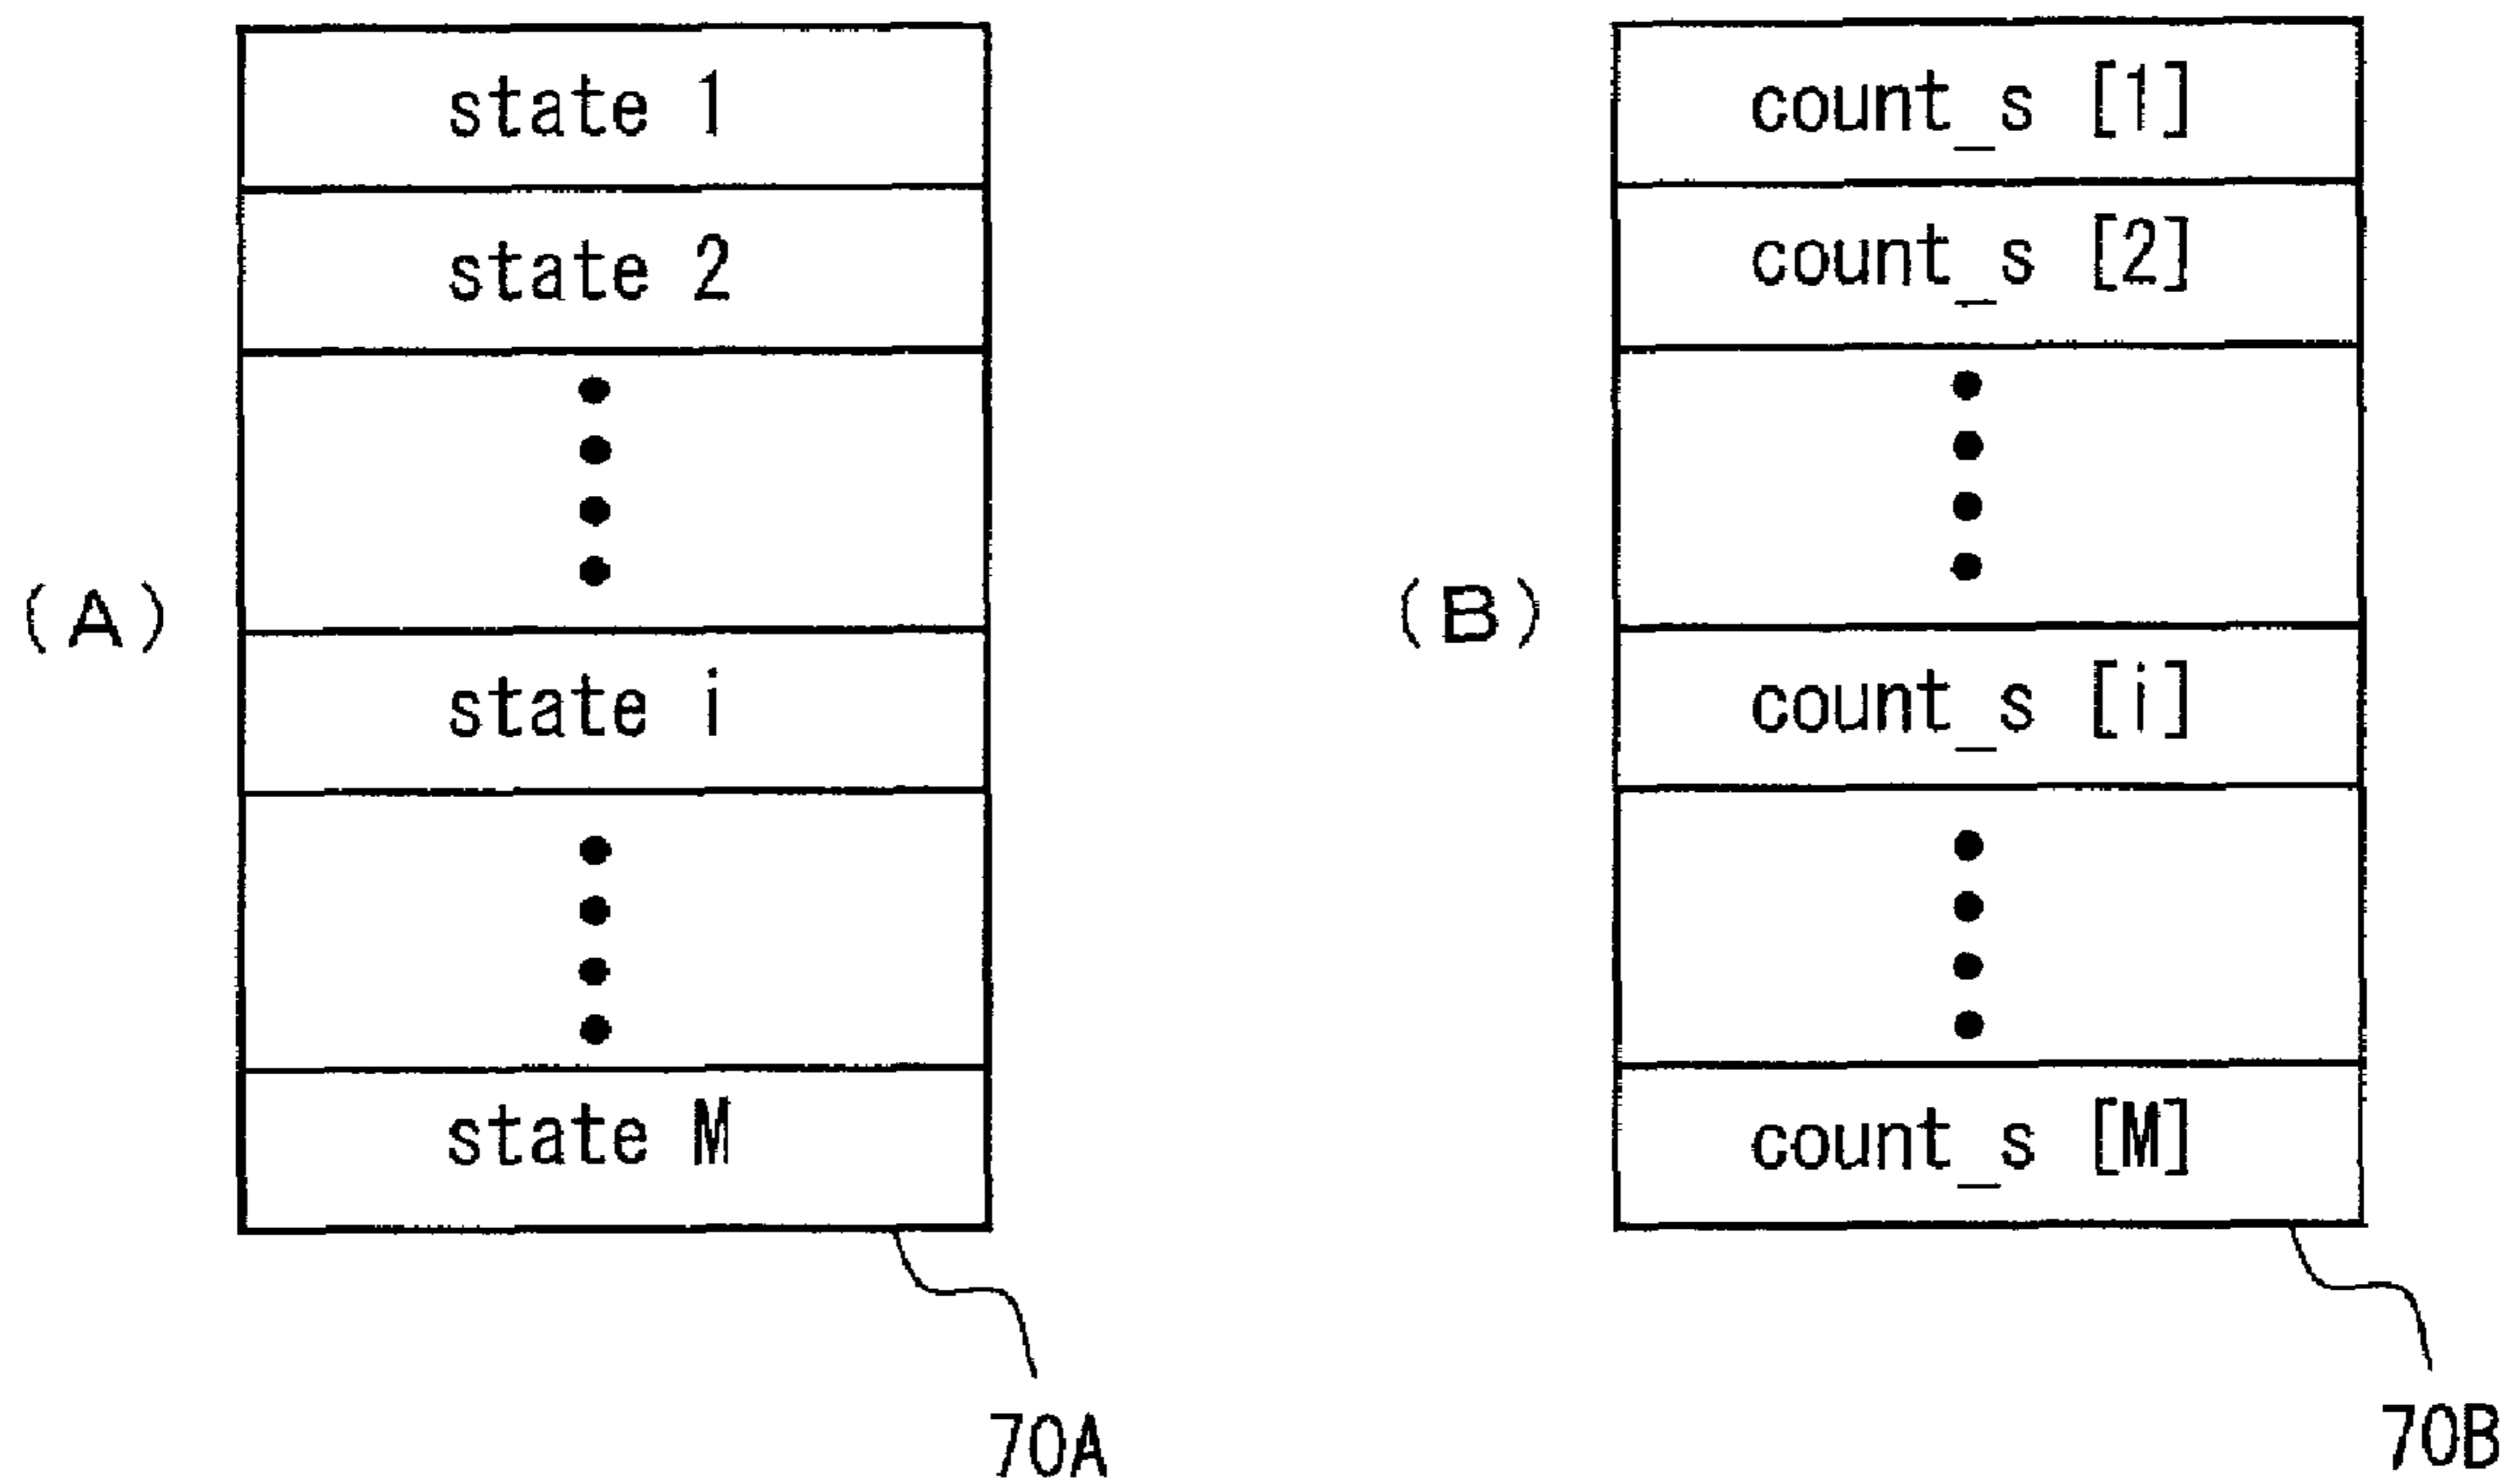 (A)
state 1
state 2
state i
state M
70A
(B)
count_s [1]
count_s [2]
count_s [i]
count_s [M]
70B